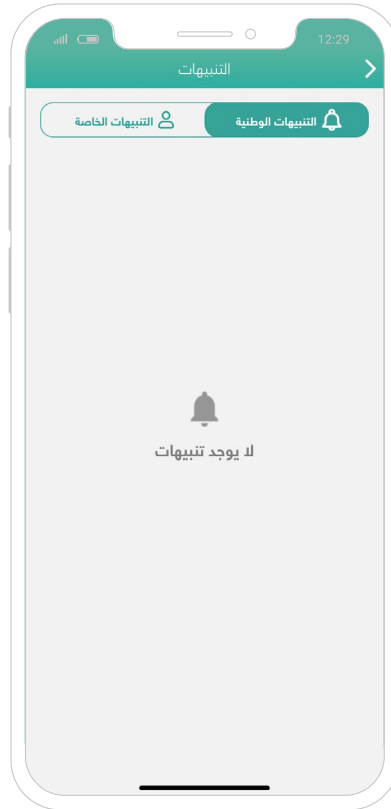 12:29
التنبيهات
التنبيهات الوطنية
التنبيهات الخاصة
لا يوجد تنبيهات